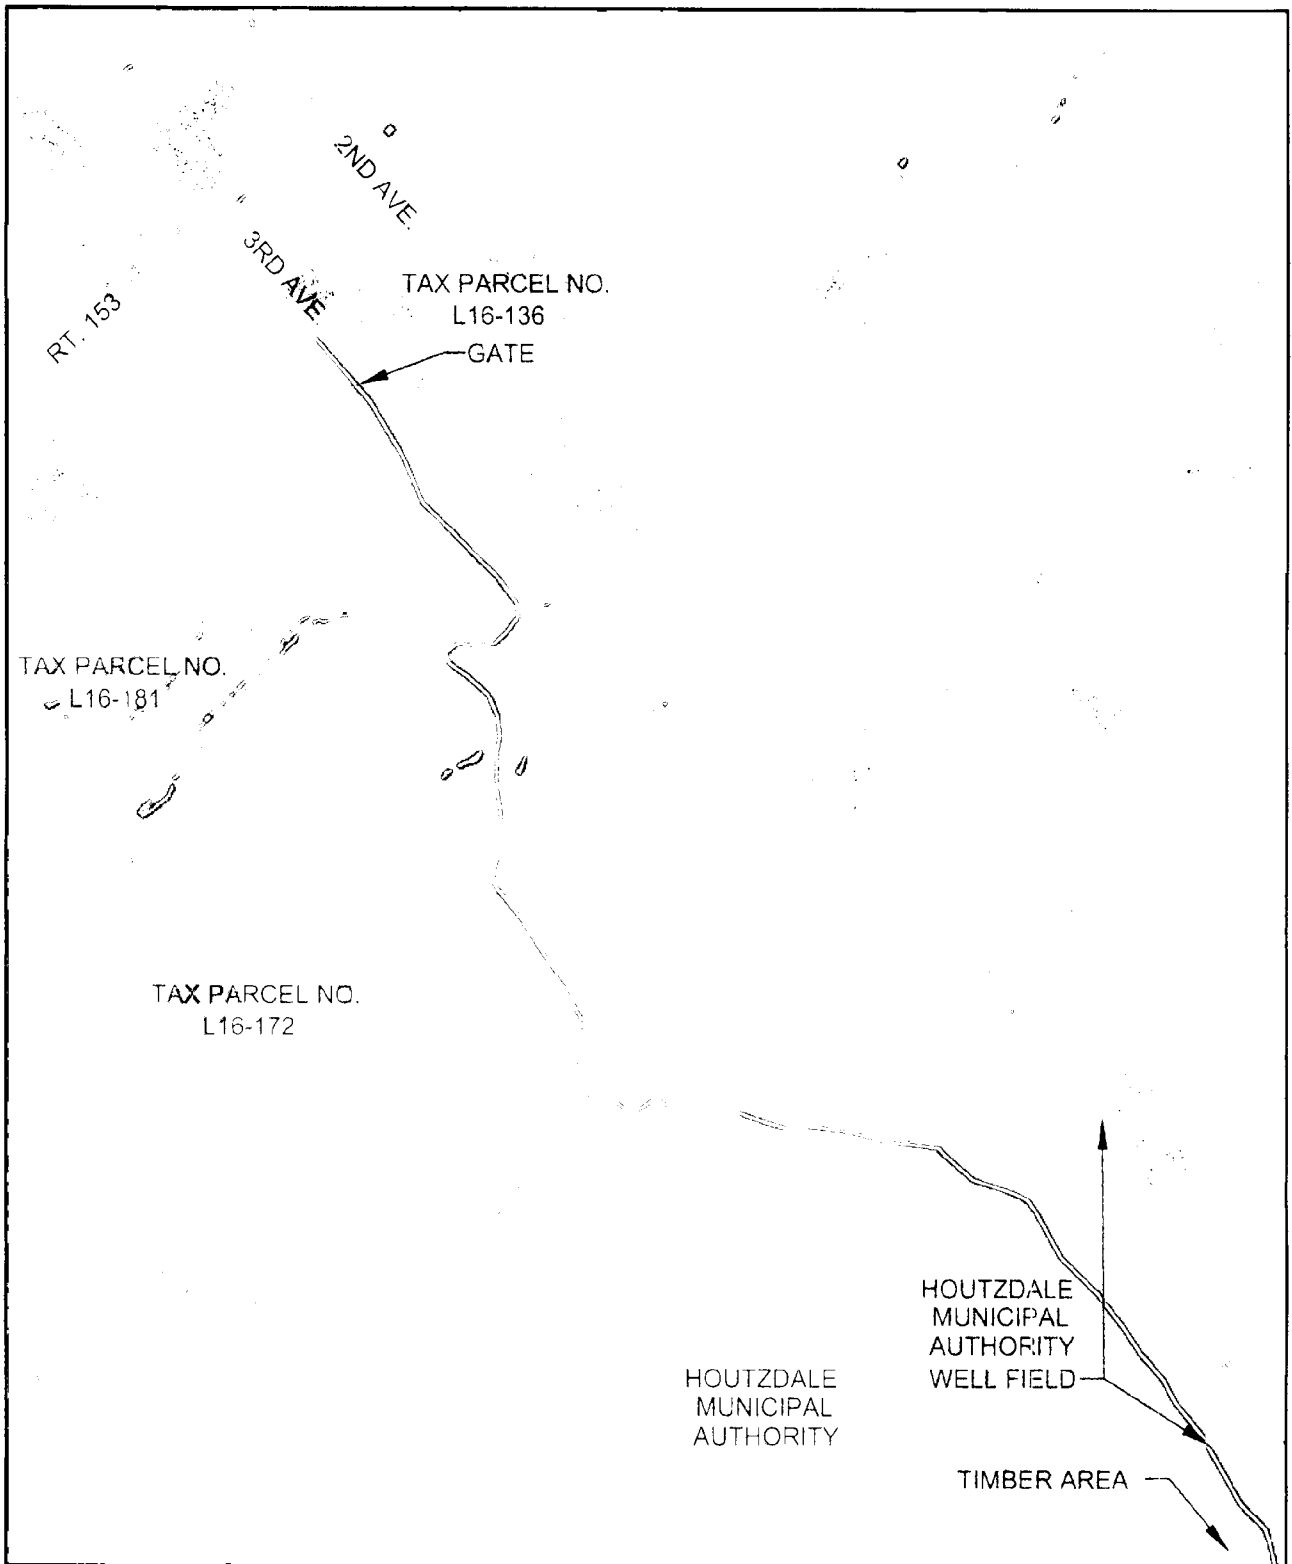 2ND AVE.
3RD AVE
RT. 153
TAX PARCEL NO.
L16-136
GATE
TAX PARCEL NO.
L16-181
TAX PARCEL NO.
L16-172
HOUTZDALE
MUNICIPAL
AUTHORITY
WELL FIELD
HOUTZDALE
MUNICIPAL
AUTHORITY
TIMBER AREA